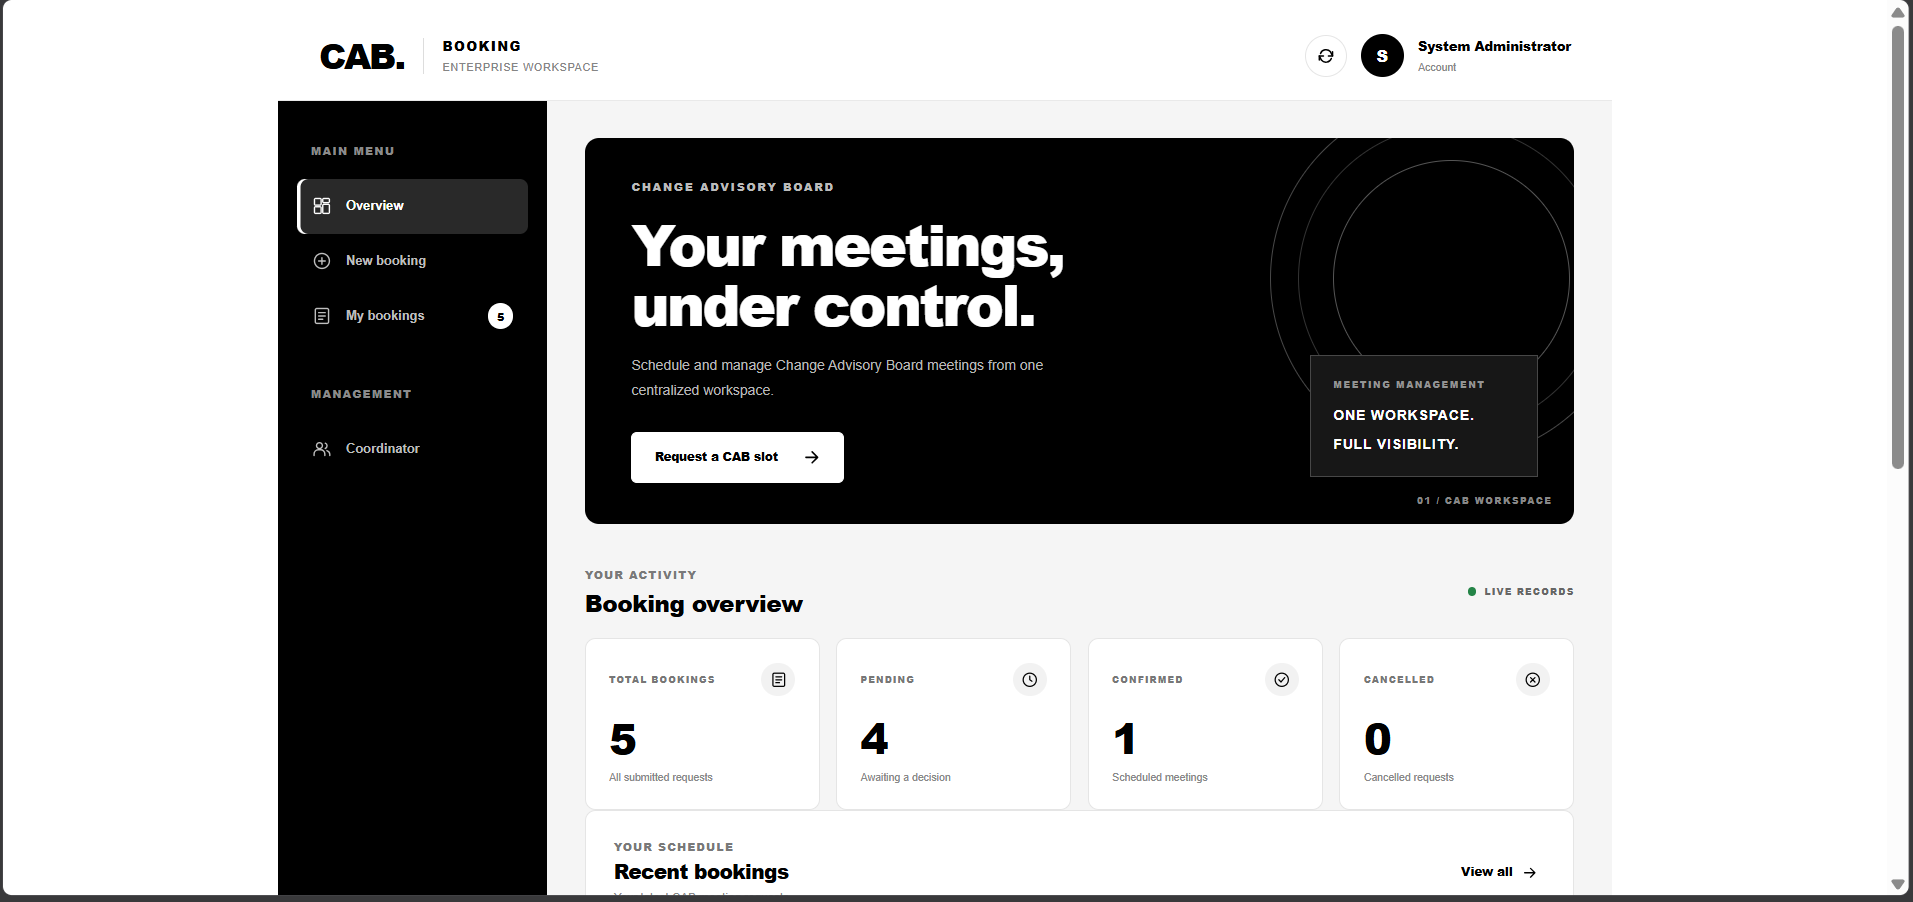 CAB.
BOOKING
ENTERPRISE WORKSPACE
S
System Administrator
Account
MAIN MENU
Overview
New booking
My bookings
5
MANAGEMENT
Coordinator
CHANGE ADVISORY BOARD
Your meetings,
under control.
Schedule and manage Change Advisory Board meetings from one
centralized workspace.
Request a CAB slot
MEETING MANAGEMENT
ONE WORKSPACE.
FULL VISIBILITY.
01 / CAB WORKSPACE
YOUR ACTIVITY
Booking overview
LIVE RECORDS
TOTAL BOOKINGS
5
All submitted requests
PENDING
4
Awaiting a decision
CONFIRMED
1
Scheduled meetings
CANCELLED
0
Cancelled requests
YOUR SCHEDULE
Recent bookings
View all